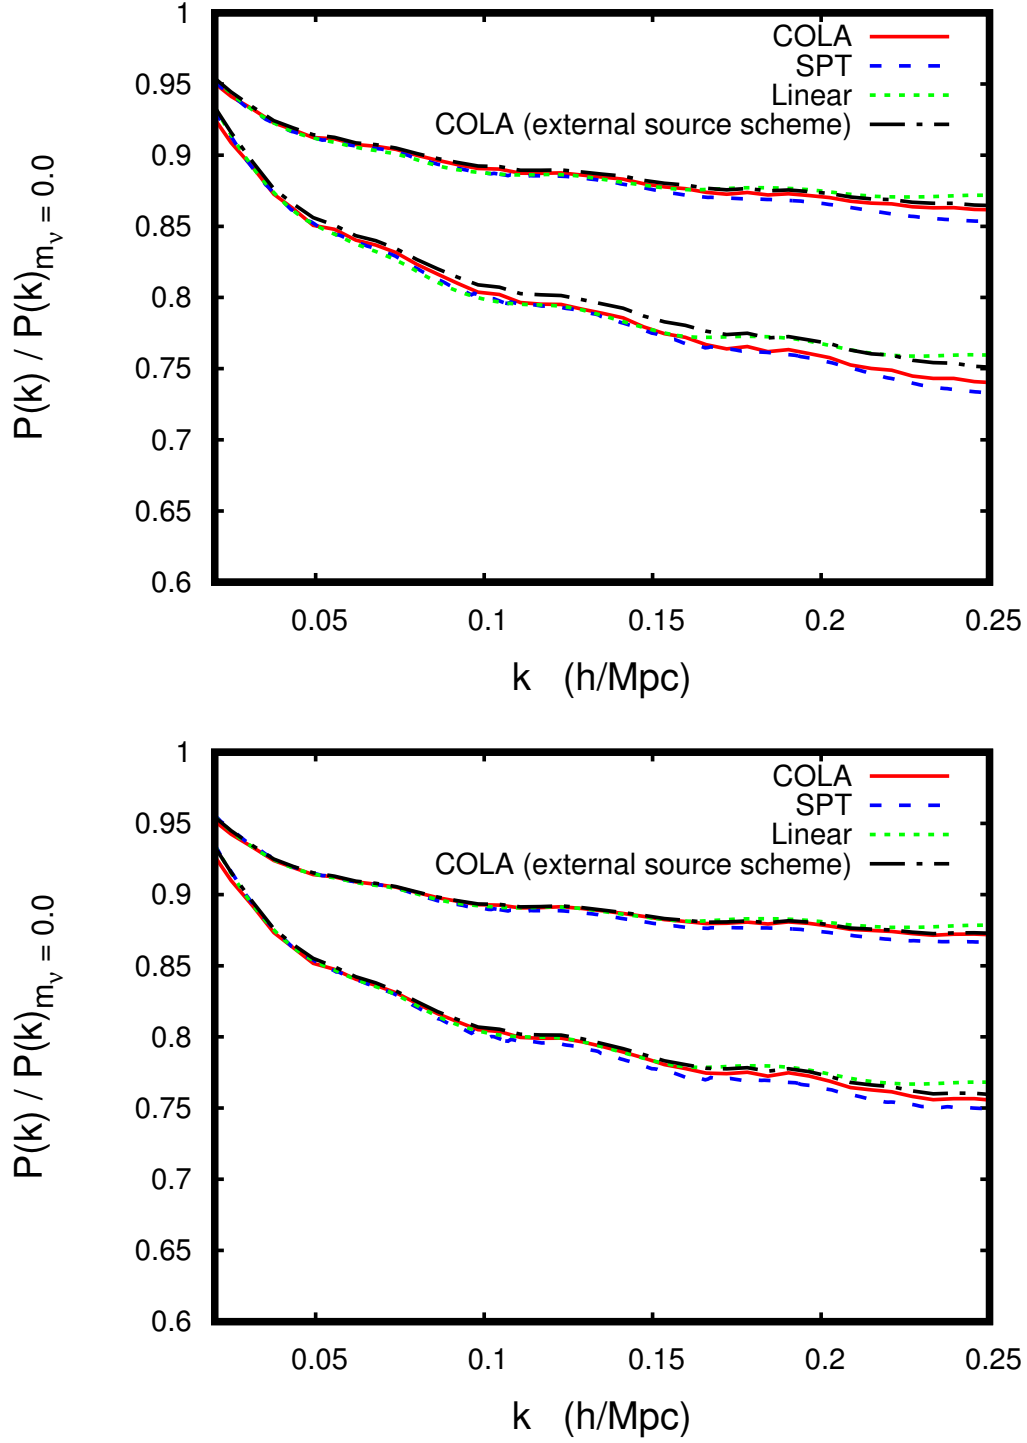 1
0.95
0.9
0.85
0.8
0.75
0.7
0.65
0.6
P(k) / P(k)mν = 0.0
COLA
SPT
Linear
COLA (external source scheme)
0.05 0.1 0.15 0.2 0.25
k (h/Mpc)
1
0.95
0.9
0.85
0.8
0.75
0.7
0.65
0.6
P(k) / P(k)mν = 0.0
COLA
SPT
Linear
COLA (external source scheme)
0.05 0.1 0.15 0.2 0.25
k (h/Mpc)